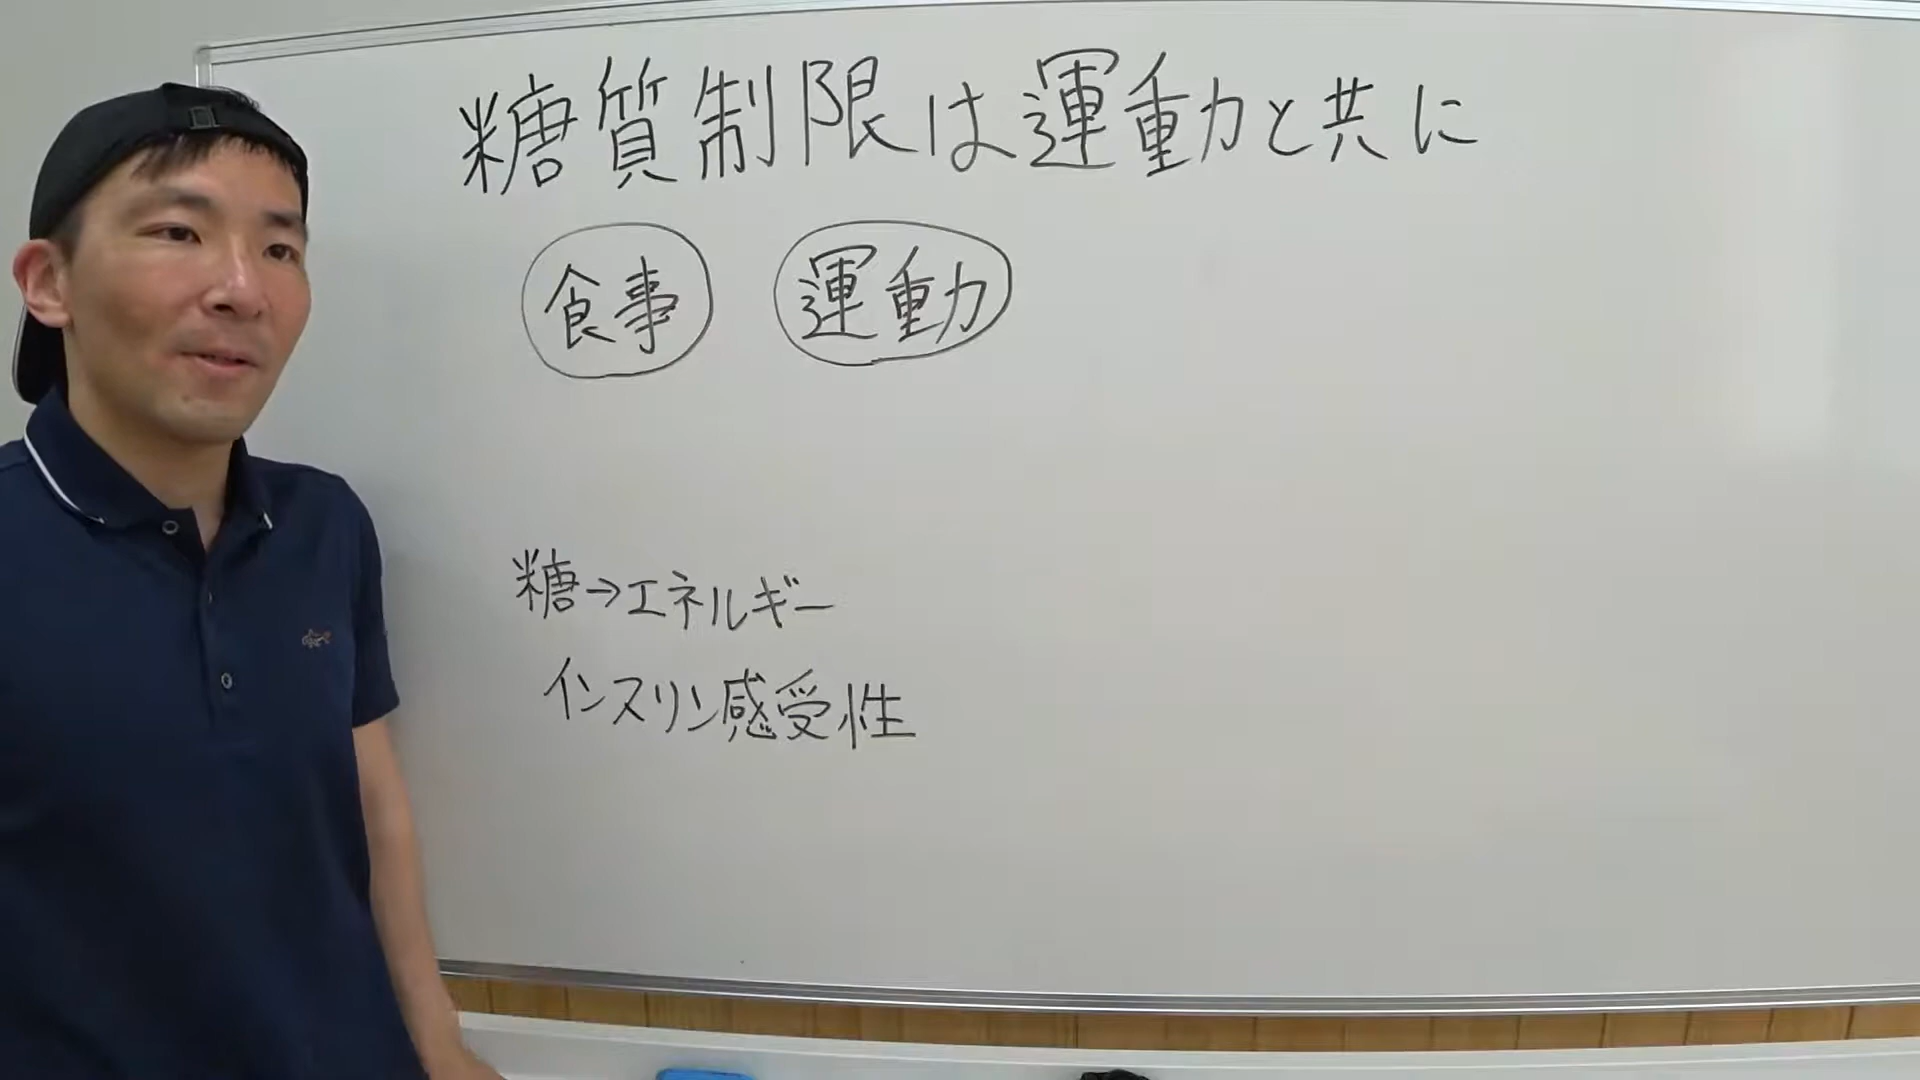 糖質制限は運動と共に
食事 運動
糖→エネルギー
インスリン感受性